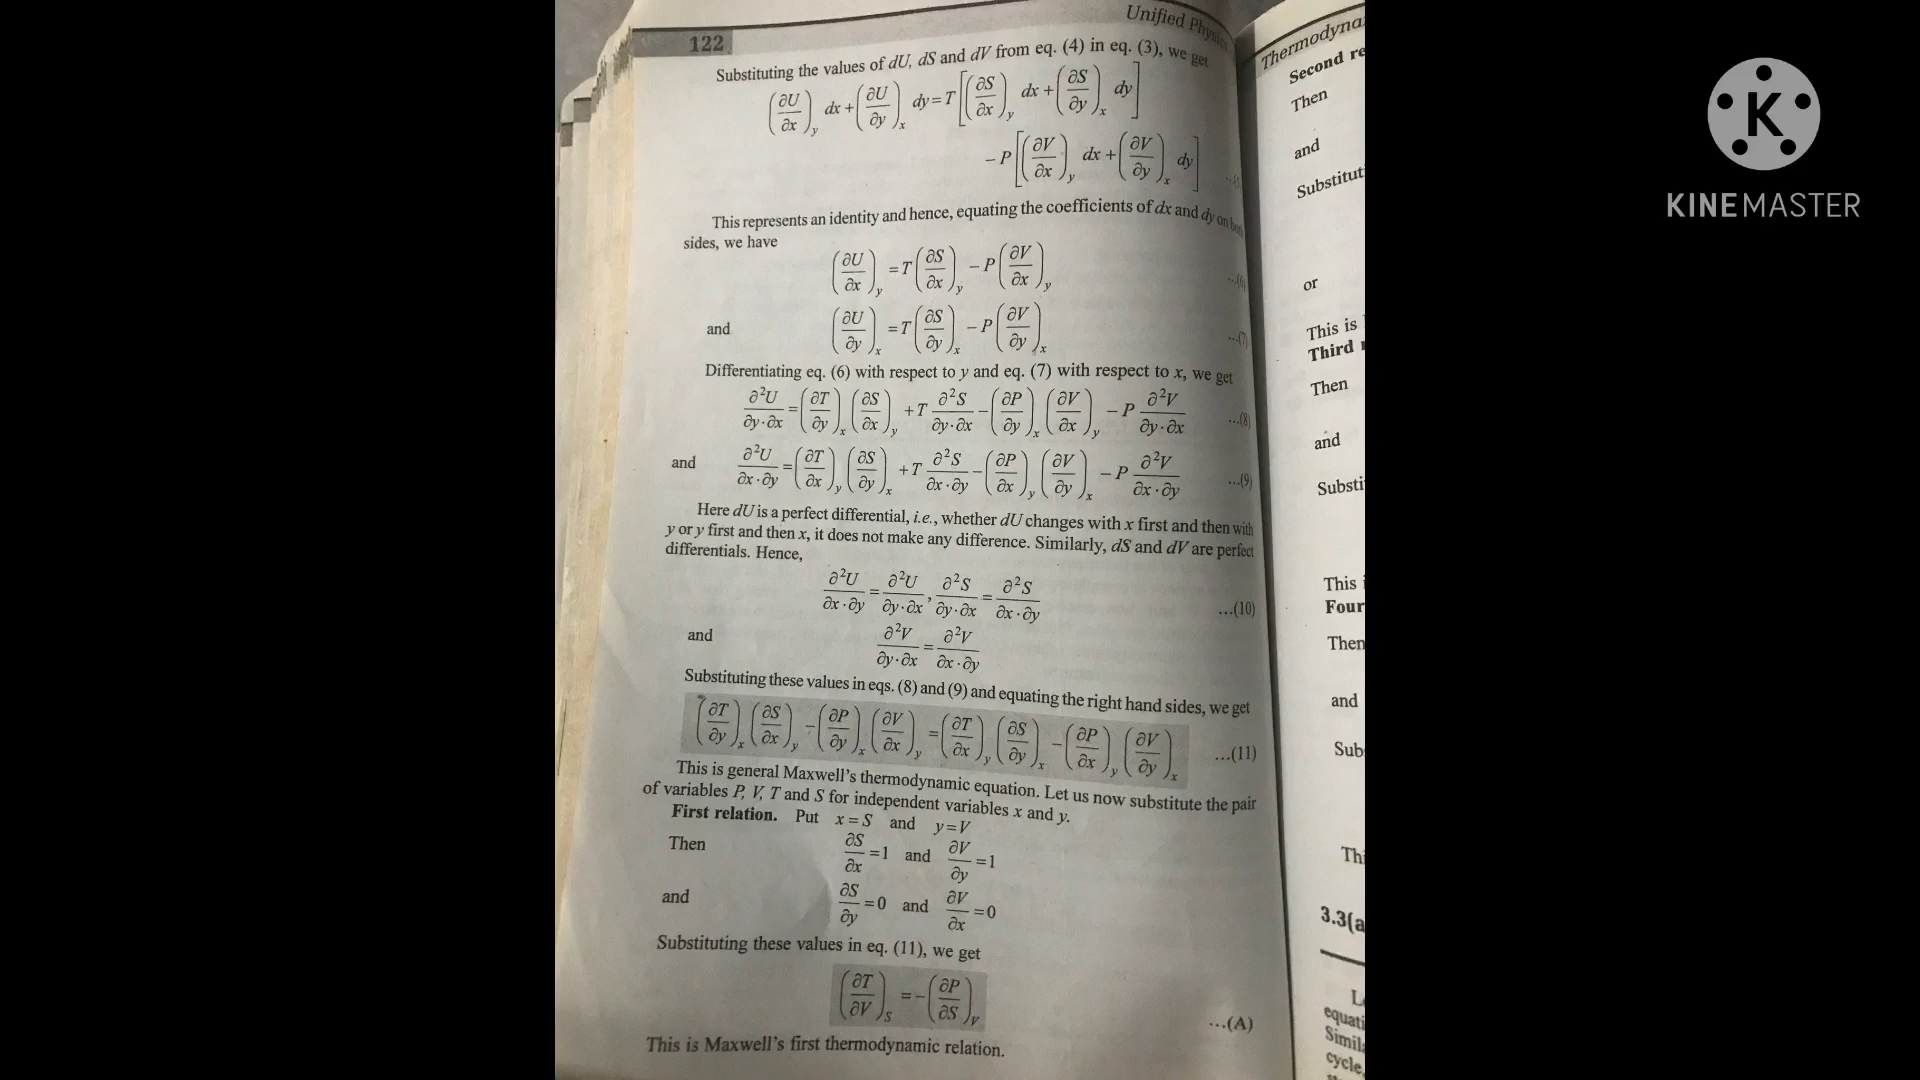 122
Unified Physics
Substituting the values of dU, dS and dV from eq. (4) in eq. (3), we get
(∂U/∂x)_y dx + (∂U/∂y)_x dy = T[(∂S/∂x)_y dx + (∂S/∂y)_x dy]
− P[(∂V/∂x)_y dx + (∂V/∂y)_x dy]
This represents an identity and hence, equating the coefficients of dx and dy on both
sides, we have
(∂U/∂x)_y = T(∂S/∂x)_y − P(∂V/∂x)_y ...(6)
and (∂U/∂y)_x = T(∂S/∂y)_x − P(∂V/∂y)_x ...(7)
Differentiating eq. (6) with respect to y and eq. (7) with respect to x, we get
∂²U/∂y·∂x = (∂T/∂y)_x (∂S/∂x)_y + T ∂²S/∂y·∂x − (∂P/∂y)_x (∂V/∂x)_y − P ∂²V/∂y·∂x ...(8)
and ∂²U/∂x·∂y = (∂T/∂x)_y (∂S/∂y)_x + T ∂²S/∂x·∂y − (∂P/∂x)_y (∂V/∂y)_x − P ∂²V/∂x·∂y ...(9)
Here dU is a perfect differential, i.e., whether dU changes with x first and then with
y or y first and then x, it does not make any difference. Similarly, dS and dV are perfect
differentials. Hence,
∂²U/∂x·∂y = ∂²U/∂y·∂x, ∂²S/∂y·∂x = ∂²S/∂x·∂y ...(10)
and ∂²V/∂y·∂x = ∂²V/∂x·∂y
Substituting these values in eqs. (8) and (9) and equating the right hand sides, we get
(∂T/∂y)_x (∂S/∂x)_y − (∂P/∂y)_x (∂V/∂x)_y = (∂T/∂x)_y (∂S/∂y)_x − (∂P/∂x)_y (∂V/∂y)_x ...(11)
This is general Maxwell's thermodynamic equation. Let us now substitute the pair
of variables P, V, T and S for independent variables x and y.
First relation. Put x = S and y = V
Then ∂S/∂x = 1 and ∂V/∂y = 1
and ∂S/∂y = 0 and ∂V/∂x = 0
Substituting these values in eq. (11), we get
(∂T/∂V)_S = −(∂P/∂S)_V ...(A)
This is Maxwell's first thermodynamic relation.
Second re
Then
and
Substitut
or
This is
Third
Then
and
Substi
This
Four
Then
and
Sub
Th
3.3(a
equati
Simil
cycle
K
KINEMASTER